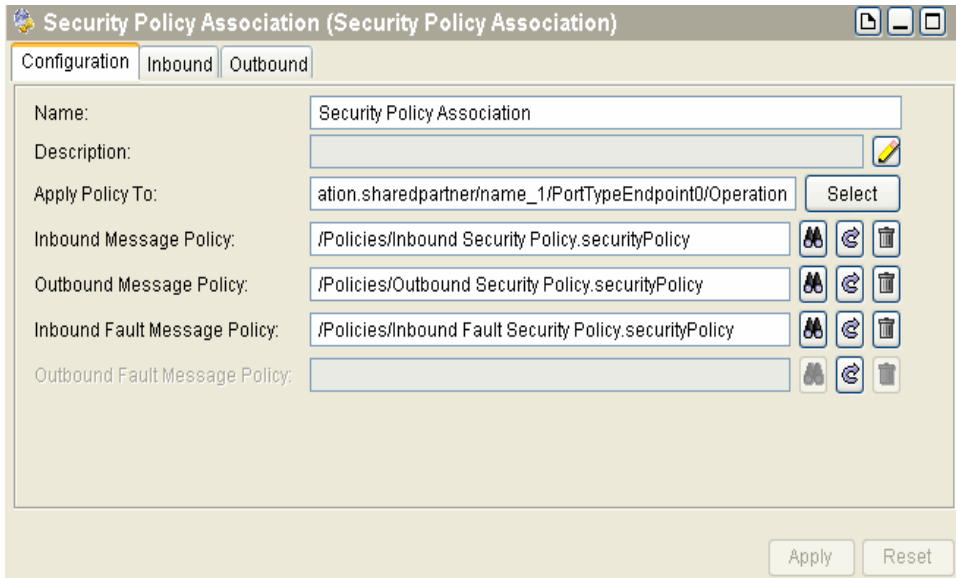 Security Policy Association (Security Policy Association)
Configuration Inbound Outbound
Name: Security Policy Association
Description:
Apply Policy To: ation.sharedpartner/name_1/PortTypeEndpoint0/Operation Select
Inbound Message Policy: /Policies/Inbound Security Policy.securityPolicy
Outbound Message Policy: /Policies/Outbound Security Policy.securityPolicy
Inbound Fault Message Policy: /Policies/Inbound Fault Security Policy.securityPolicy
Outbound Fault Message Policy:
Apply Reset